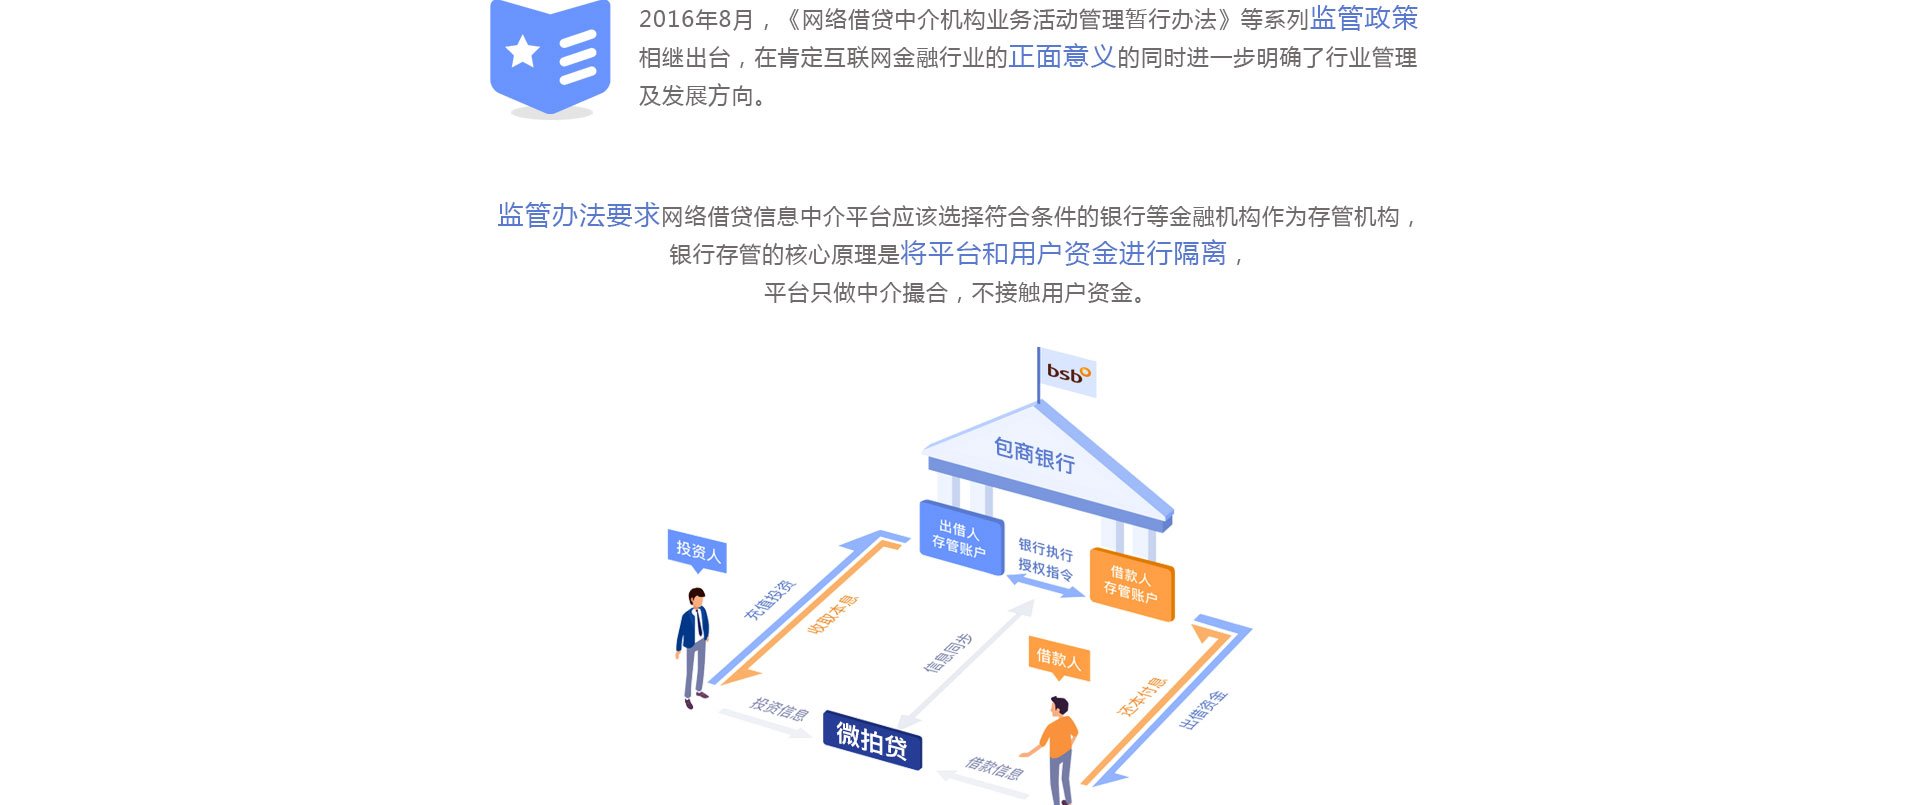 2016年8月，《网络借贷中介机构业务活动管理暂行办法》等系列监管政策
相继出台，在肯定互联网金融行业的正面意义的同时进一步明确了行业管理
及发展方向。
监管办法要求网络借贷信息中介平台应该选择符合条件的银行等金融机构作为存管机构，
银行存管的核心原理是将平台和用户资金进行隔离，
平台只做中介撮合，不接触用户资金。
bsb
包商银行
出借人
存管账户
银行执行
授权指令
借款人
存管账户
投资人
充值投资
收取本息
信息同步
借款人
还本付息
出借资金
投资信息
微拍贷
借款信息